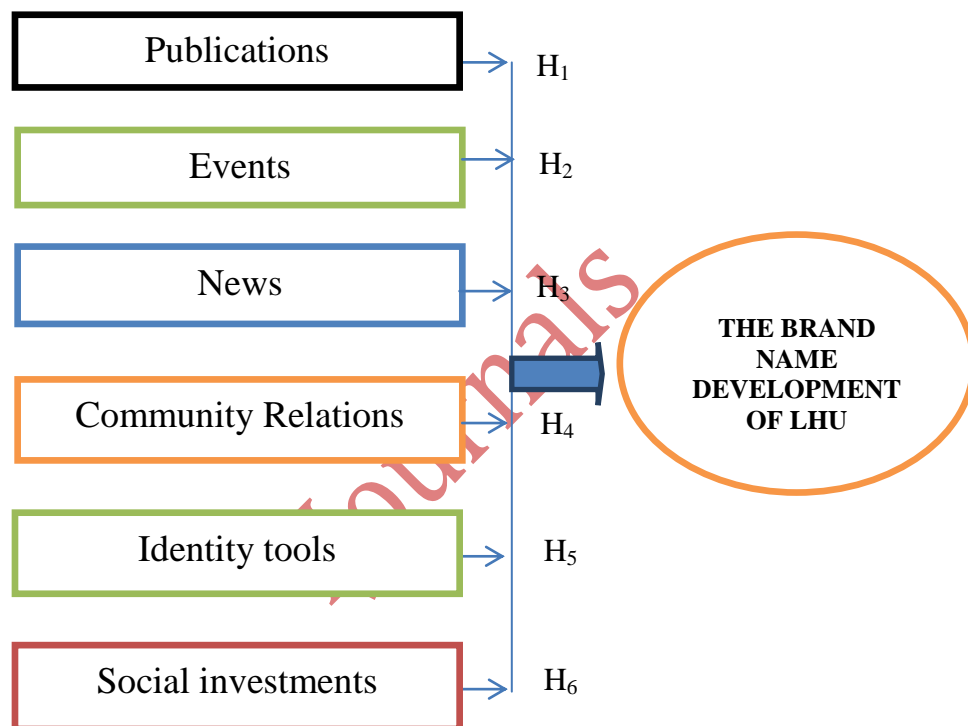 Publications
H₁
Events
H₂
News
H₃
Community Relations
H₄
Identity tools
H₅
Social investments
H₆
THE BRAND
NAME
DEVELOPMENT
OF LHU
Journals